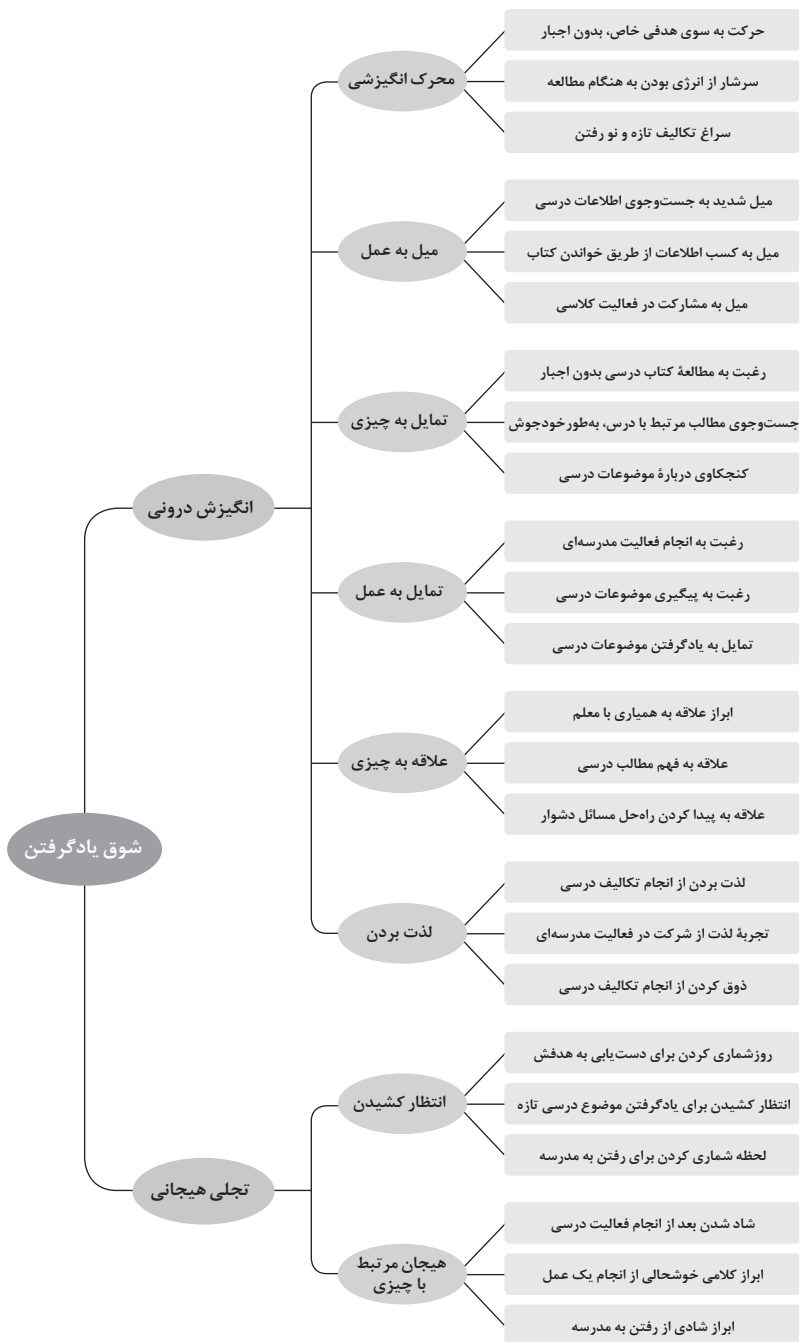 شوق یادگرفتن
انگیزش درونی
محرک انگیزشی
حرکت به سوی هدفی خاص، بدون اجبار
سرشار از انرژی بودن به هنگام مطالعه
سراغ تکالیف تازه و نو رفتن
میل به عمل
میل شدید به جست‌وجوی اطلاعات درسی
میل به کسب اطلاعات از طریق خواندن کتاب
میل به مشارکت در فعالیت کلاسی
تمایل به چیزی
رغبت به مطالعهٔ کتاب درسی بدون اجبار
جست‌وجوی مطالب مرتبط با درس، به‌طورخودجوش
کنجکاوی دربارهٔ موضوعات درسی
تمایل به عمل
رغبت به انجام فعالیت مدرسه‌ای
رغبت به پیگیری موضوعات درسی
تمایل به یادگرفتن موضوعات درسی
علاقه به چیزی
ابراز علاقه به همیاری با معلم
علاقه به فهم مطالب درسی
علاقه به پیدا کردن راه‌حل مسائل دشوار
لذت بردن
لذت بردن از انجام تکالیف درسی
تجربهٔ لذت از شرکت در فعالیت مدرسه‌ای
ذوق کردن از انجام تکالیف درسی
تجلی هیجانی
انتظار کشیدن
روزشماری کردن برای دست‌یابی به هدفش
انتظار کشیدن برای یادگرفتن موضوع درسی تازه
لحظه شماری کردن برای رفتن به مدرسه
هیجان مرتبط
با چیزی
شاد شدن بعد از انجام فعالیت درسی
ابراز کلامی خوشحالی از انجام یک عمل
ابراز شادی از رفتن به مدرسه